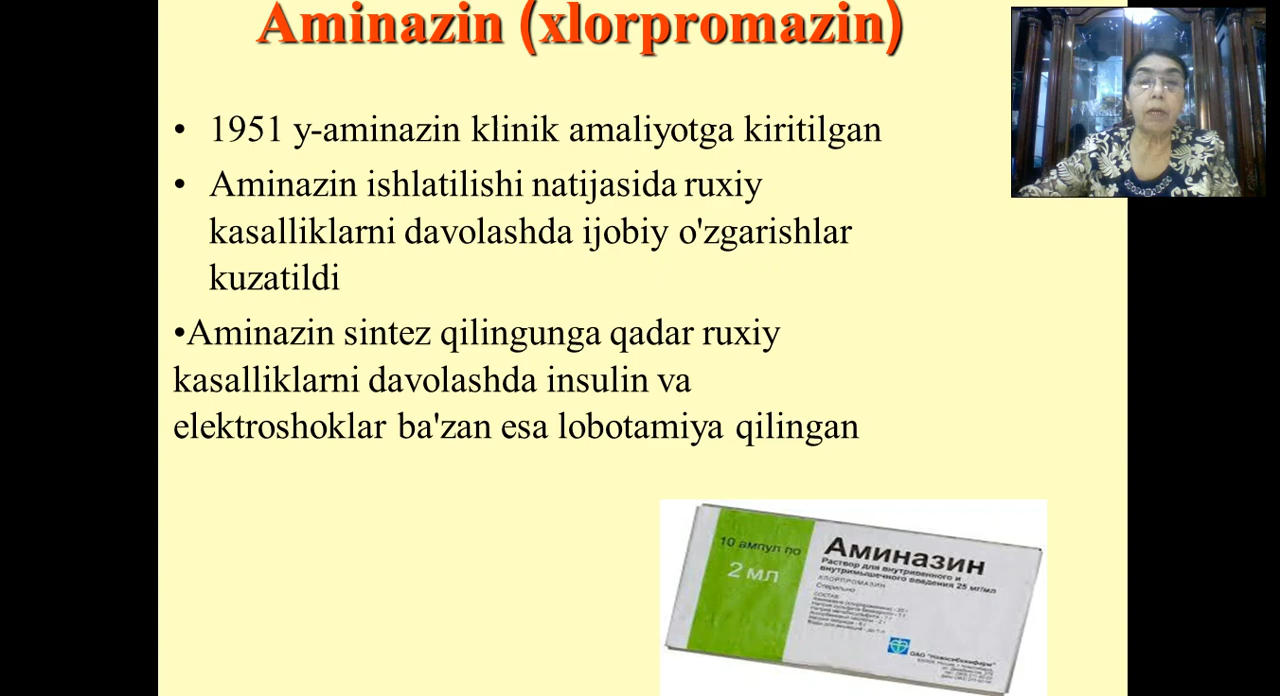 Aminazin (xlorpromazin)
• 1951 y-aminazin klinik amaliyotga kiritilgan
• Aminazin ishlatilishi natijasida ruxiy
kasalliklarni davolashda ijobiy o'zgarishlar
kuzatildi
•Aminazin sintez qilingunga qadar ruxiy
kasalliklarni davolashda insulin va
elektroshoklar ba'zan esa lobotamiya qilingan
10 ампул по
2 мл
Аминазин
Раствор для внутривенного и
внутримышечного введения 25 мг/мл
ХЛОРПРОМАЗИН
Стерильно
СОСТАВ: